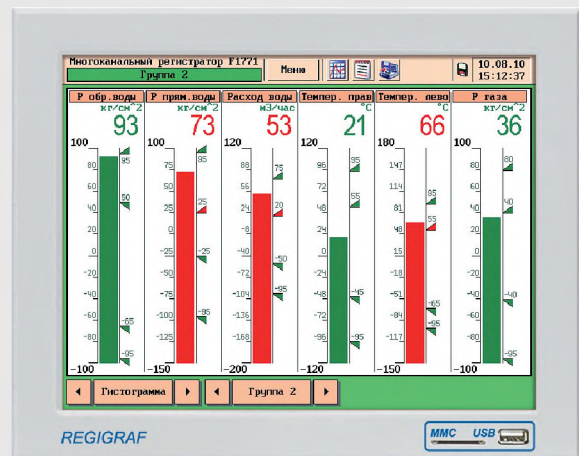 Многоканальный регистратор F1771
Группа 2
Меню
10.08.10
15:12:37
Р обр.воды Р прям.воды Расход воды Темпер. прав Темпер. лево Р газа
кг/см^2 кг/см^2 м3/час °C °C кг/см^2
93 73 53 21 66 36
100 100 120 120 180 100
80 95 75 95 88 75 96 95 147 80 80
60 50 50 56 72 55 114 95 60
40 25 25 24 20 48 81 55 40 40
20 0 -8 24 48 20
0 -25 -25 -40 -50 0 15 0
-20 -50 -72 -24 -18 -20
-40 -75 -104 -95 -48 -45 -51 -65 -40 -40
-60 -65 -100 -95 -136 -72 -84 -95 -60
-80 -95 -125 -168 -96 -95 -117 -80 -95
-100 -150 -200 -120 -150 -100
Гистограмма Группа 2
REGIGRAF
MMC USB